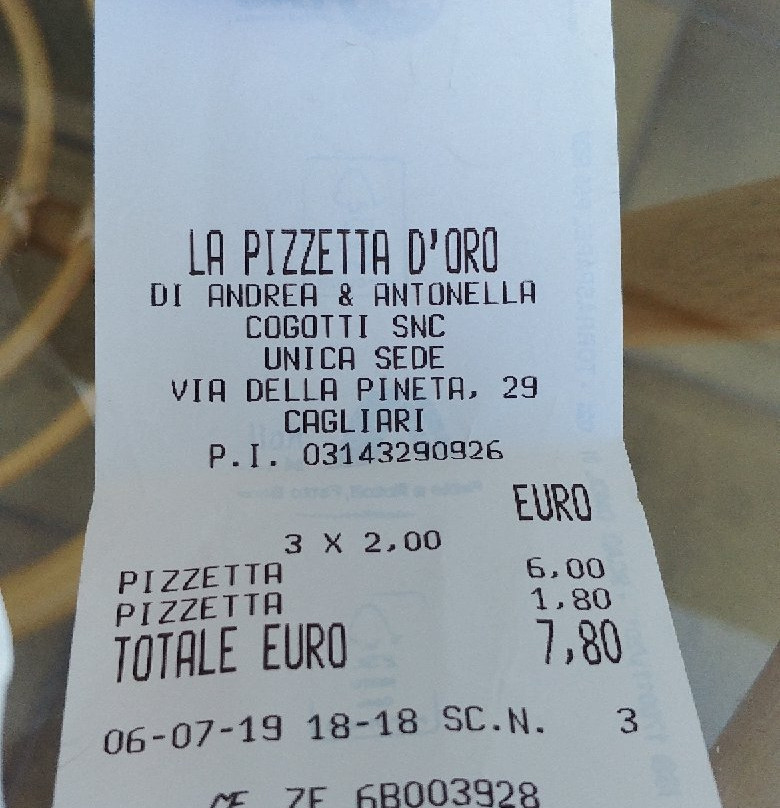 LA PIZZETTA D'ORO
DI ANDREA & ANTONELLA
COGOTTI SNC
UNICA SEDE
VIA DELLA PINETA, 29
CAGLIARI
P.I. 03143290926
EURO
3 X 2,00
PIZZETTA 6,00
PIZZETTA 1,80
TOTALE EURO 7,80
06-07-19 18-18 SC.N. 3
6B003928